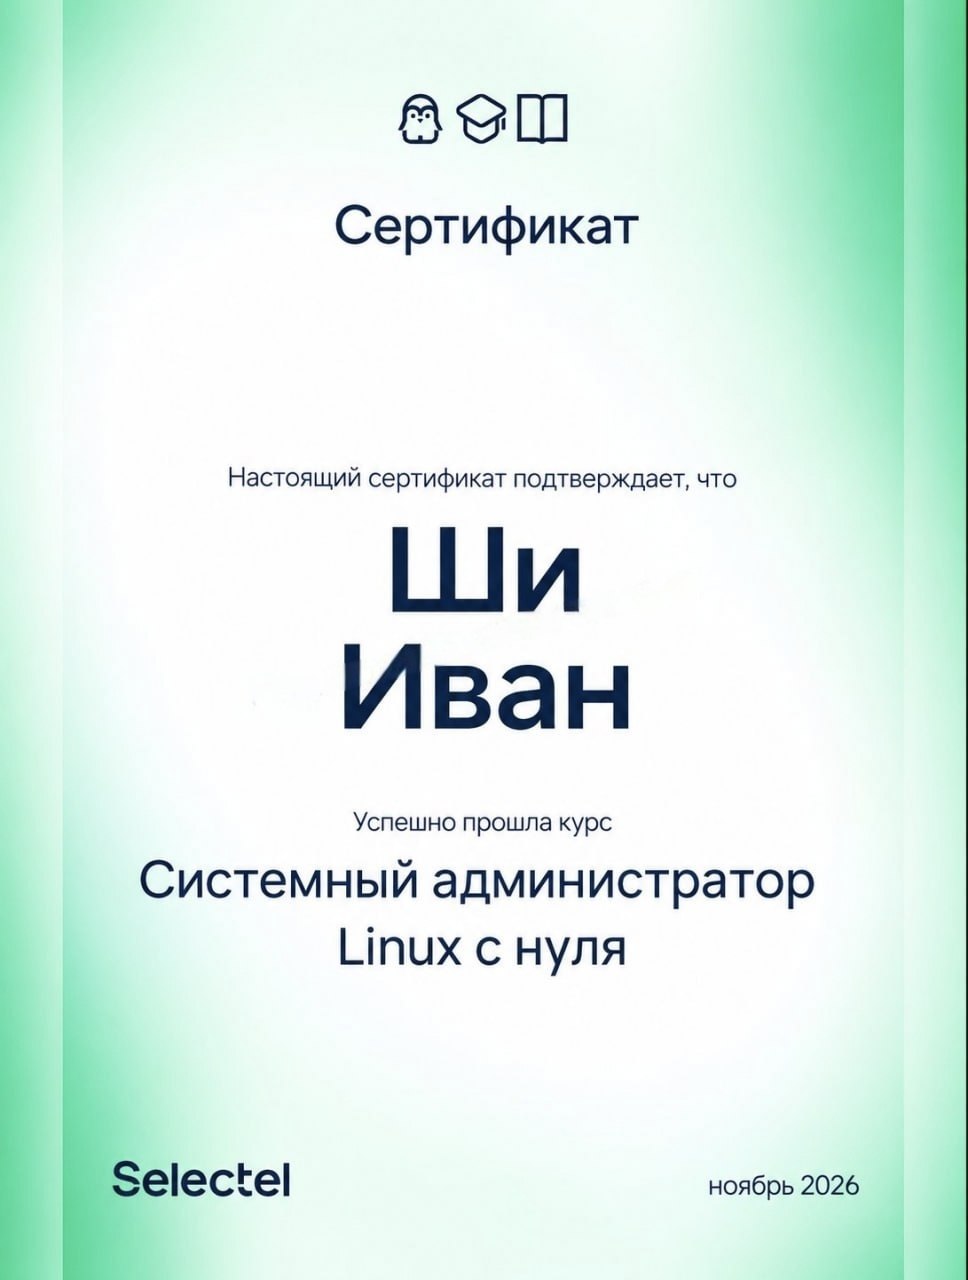 Сертификат
Настоящий сертификат подтверждает, что
Ши
Иван
Успешно прошла курс
Системный администратор
Linux с нуля
Selectel
ноябрь 2026